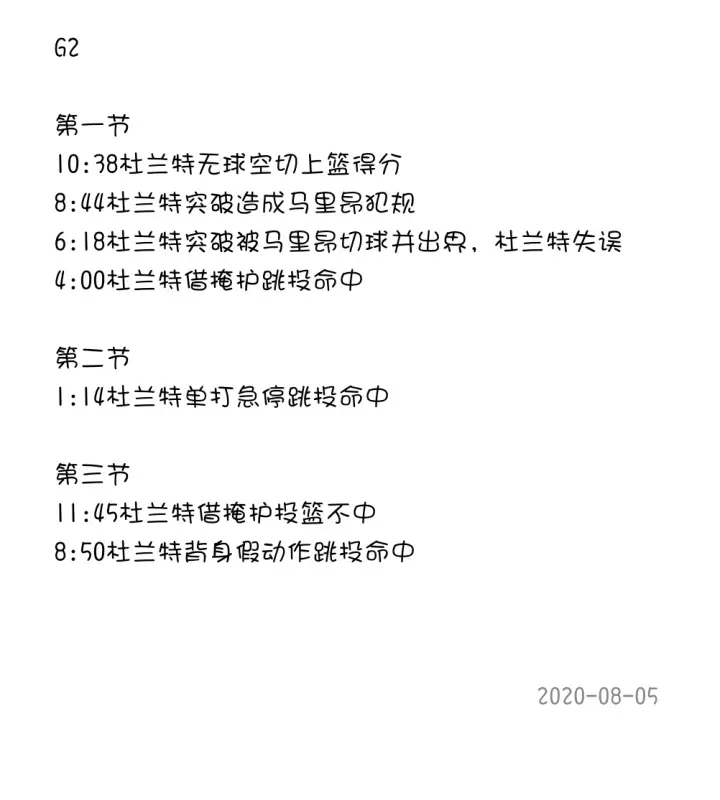 G2
第一节
10:38杜兰特无球空切上篮得分
8:44杜兰特突破造成马里昂犯规
6:18杜兰特突破被马里昂切球并出界，杜兰特失误
4:00杜兰特借掩护跳投命中
第二节
1:14杜兰特单打急停跳投命中
第三节
11:45杜兰特借掩护投篮不中
8:50杜兰特背身假动作跳投命中
2020-08-05